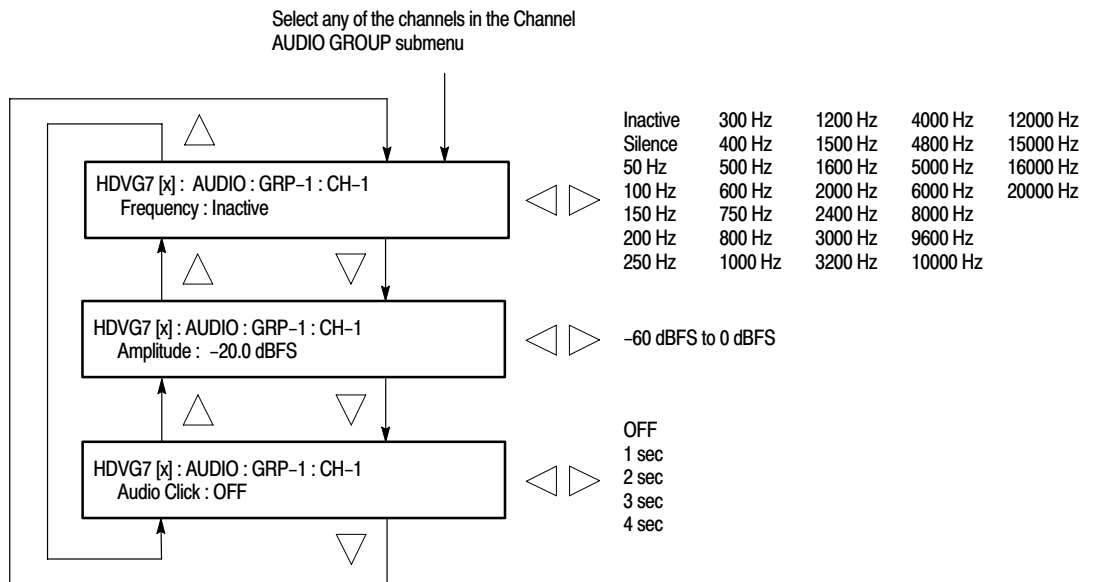 Select any of the channels in the Channel
AUDIO GROUP submenu
HDVG7 [x] : AUDIO : GRP–1 : CH–1
Frequency : Inactive
Inactive 300 Hz 1200 Hz 4000 Hz 12000 Hz
Silence 400 Hz 1500 Hz 4800 Hz 15000 Hz
50 Hz 500 Hz 1600 Hz 5000 Hz 16000 Hz
100 Hz 600 Hz 2000 Hz 6000 Hz 20000 Hz
150 Hz 750 Hz 2400 Hz 8000 Hz
200 Hz 800 Hz 3000 Hz 9600 Hz
250 Hz 1000 Hz 3200 Hz 10000 Hz
HDVG7 [x] : AUDIO : GRP–1 : CH–1
Amplitude : –20.0 dBFS
–60 dBFS to 0 dBFS
HDVG7 [x] : AUDIO : GRP–1 : CH–1
Audio Click : OFF
OFF
1 sec
2 sec
3 sec
4 sec